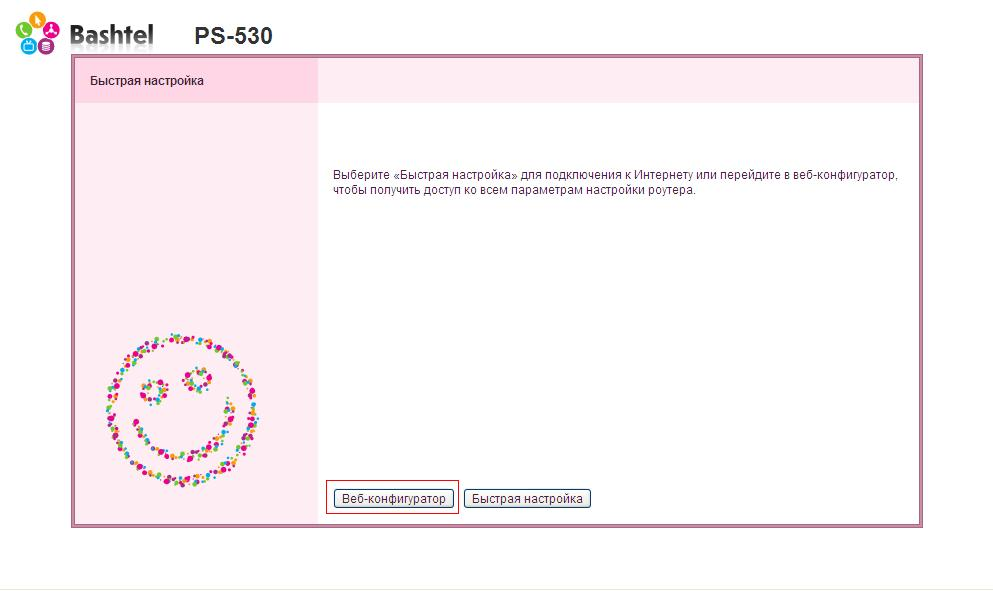 Bashtel PS-530
Быстрая настройка
Выберите «Быстрая настройка» для подключения к Интернету или перейдите в веб-конфигуратор,
чтобы получить доступ ко всем параметрам настройки роутера.
Веб-конфигуратор Быстрая настройка